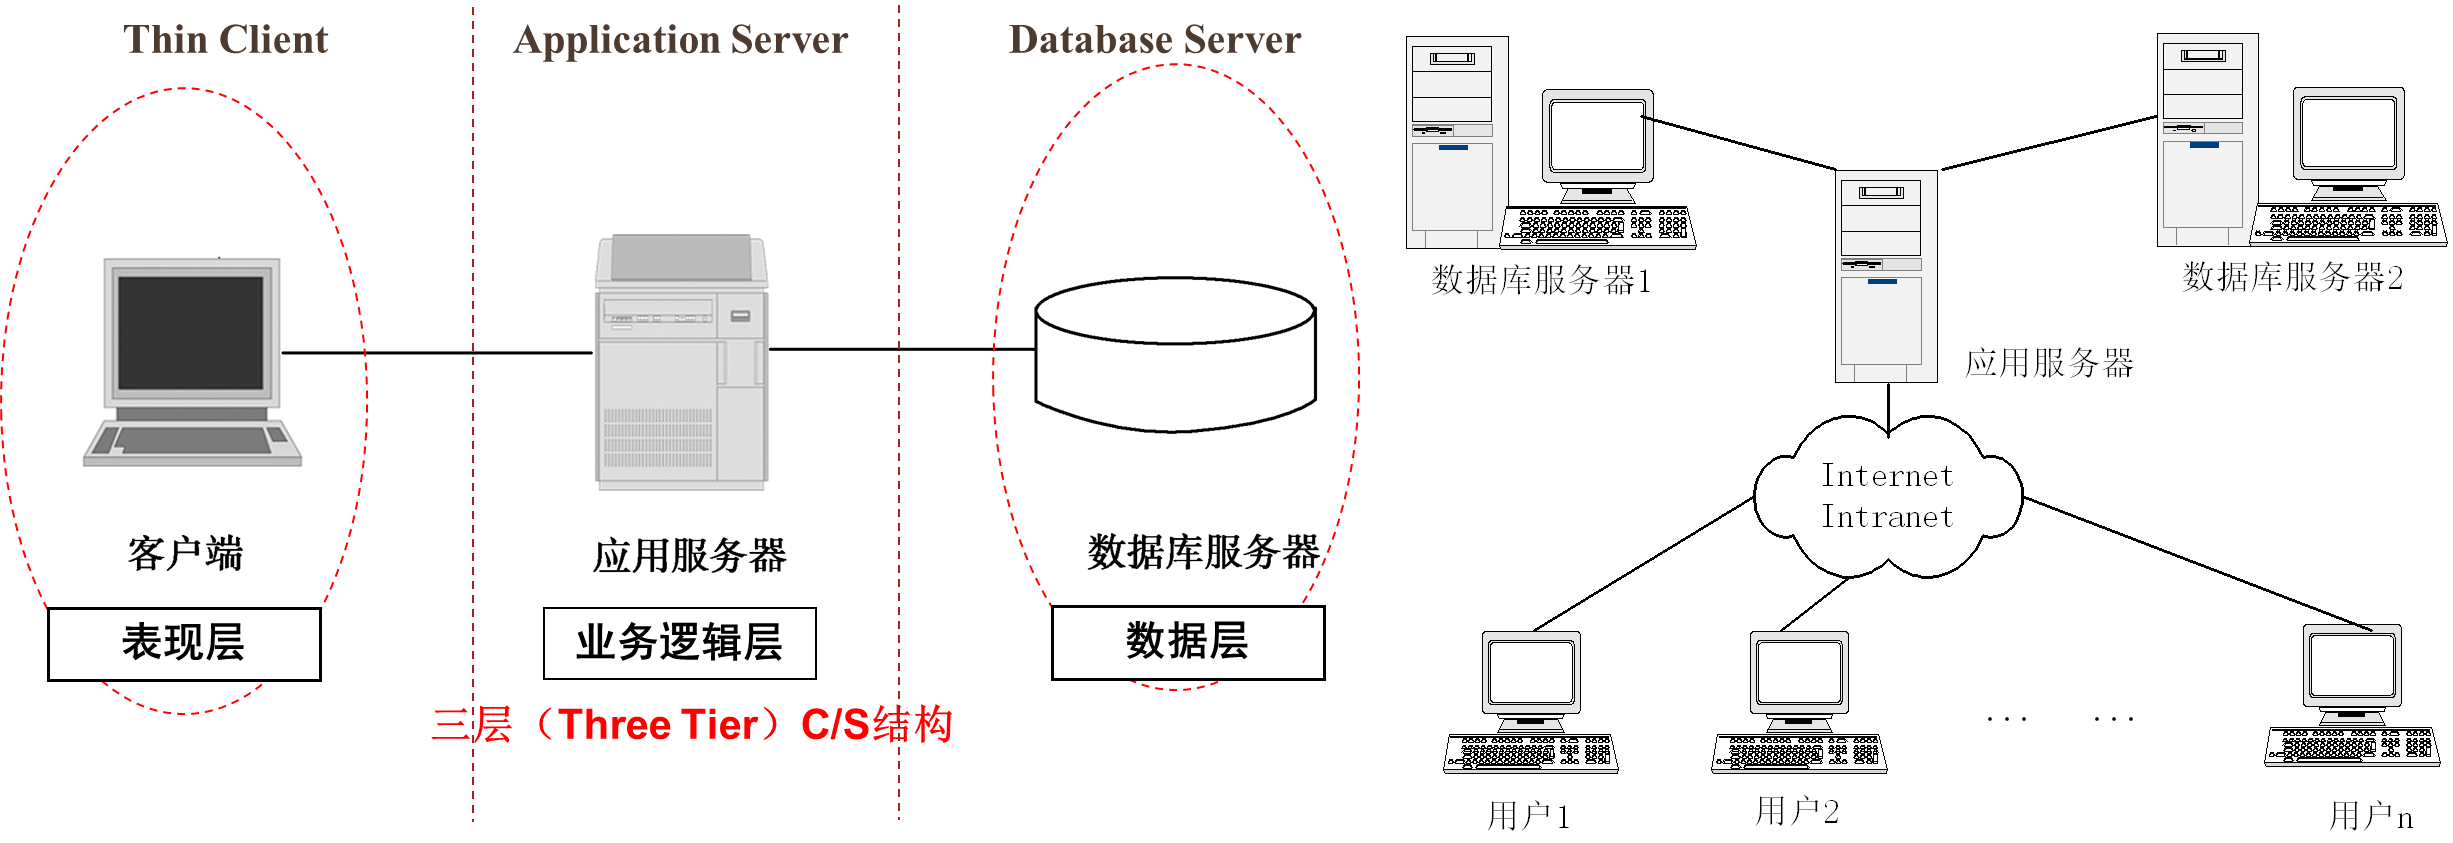 Thin Client
Application Server
Database Server
客户端
应用服务器
数据库服务器
表现层
业务逻辑层
数据层
三层（Three Tier）C/S结构
数据库服务器1
数据库服务器2
应用服务器
Internet
Intranet
... ...
用户1
用户2
用户n